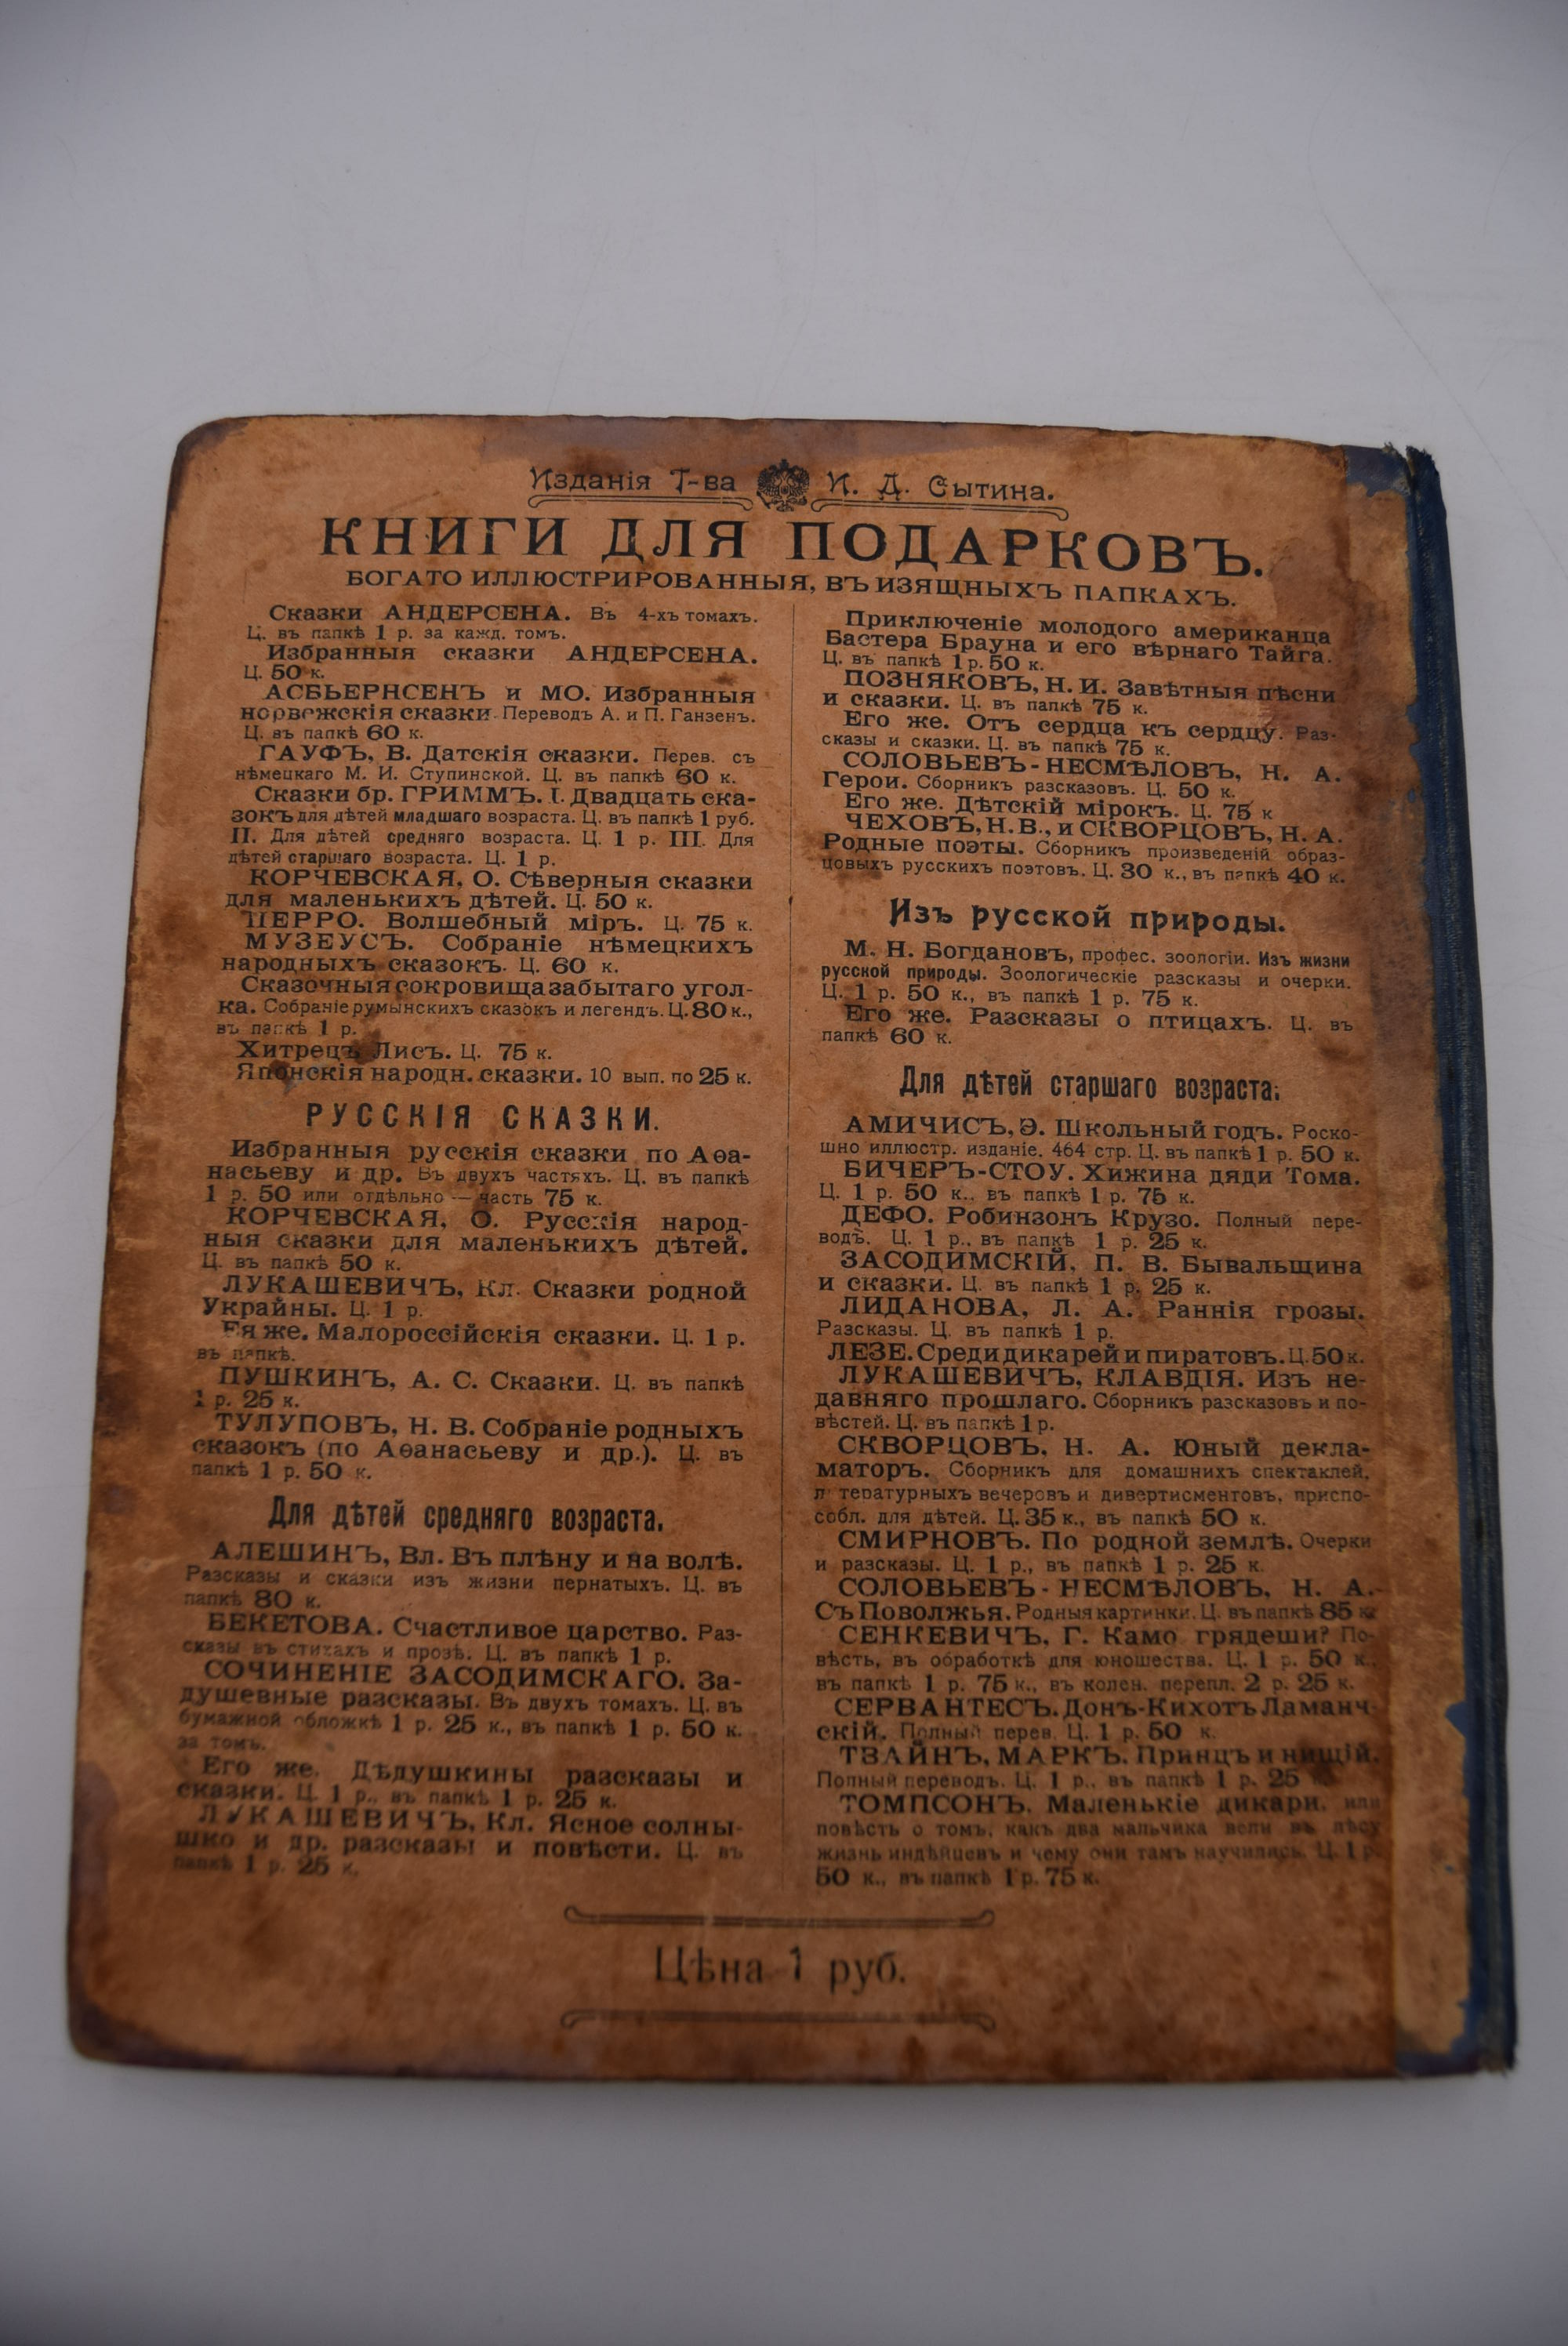 Изданія Т-ва И. Д. Сытина.
КНИГИ ДЛЯ ПОДАРКОВЪ.
БОГАТО ИЛЛЮСТРИРОВАННЫЯ, ВЪ ИЗЯЩНЫХЪ ПАПКАХЪ.
Сказки АНДЕРСЕНА. Въ 4-хъ томахъ.
Ц. въ папкѣ 1 р. за кажд. томъ.
Избранныя сказки АНДЕРСЕНА.
Ц. 50 к.
АСБЬЕРНСЕНЪ и МО. Избранныя
норвежскія сказки. Переводъ А. и П. Ганзенъ.
Ц. въ папкѣ 60 к.
ГАУФЪ, В. Датскія сказки. Перев. съ
нѣмецкаго М. И. Ступинской. Ц. въ папкѣ 60 к.
Сказки бр. ГРИММЪ. I. Двадцать ска-
зокъ для дѣтей младшаго возраста. Ц. въ папкѣ 1 руб.
II. Для дѣтей средняго возраста. Ц. 1 р. III. Для
дѣтей старшаго возраста. Ц. 1 р.
КОРЧЕВСКАЯ, О. Сѣверныя сказки
для маленькихъ дѣтей. Ц. 50 к.
ПЕРРО. Волшебный міръ. Ц. 75 к.
МУЗЕУСЪ. Собраніе нѣмецкихъ
народныхъ сказокъ. Ц. 60 к.
Сказочныя сокровища забытаго угол-
ка. Собраніе румынскихъ сказокъ и легендъ. Ц. 80 к.,
въ папкѣ 1 р.
Хитрецъ Лисъ. Ц. 75 к.
Японскія народн. сказки. 10 вып. по 25 к.
РУССКІЯ СКАЗКИ.
Избранныя русскія сказки по Аѳа-
насьеву и др. Въ двухъ частяхъ. Ц. въ папкѣ
1 р. 50 или отдѣльно — часть 75 к.
КОРЧЕВСКАЯ, О. Русскія народ-
ныя сказки для маленькихъ дѣтей.
Ц. въ папкѣ 50 к.
ЛУКАШЕВИЧЪ, Кл. Сказки родной
Украйны. Ц. 1 р.
Ея же. Малороссійскія сказки. Ц. 1 р.
въ папкѣ.
ПУШКИНЪ, А. С. Сказки. Ц. въ папкѣ
1 р. 25 к.
ТУЛУПОВЪ, Н. В. Собраніе родныхъ
сказокъ (по Аѳанасьеву и др.). Ц. въ
папкѣ 1 р. 50 к.
Для дѣтей средняго возраста.
АЛЕШИНЪ, Вл. Въ плѣну и на волѣ.
Разсказы и сказки изъ жизни пернатыхъ. Ц. въ
папкѣ 80 к.
БЕКЕТОВА. Счастливое царство. Раз-
сказы въ стихахъ и прозѣ. Ц. въ папкѣ 1 р.
СОЧИНЕНІЕ ЗАСОДИМСКАГО. За-
душевные разсказы. Въ двухъ томахъ. Ц. въ
бумажной обложкѣ 1 р. 25 к., въ папкѣ 1 р. 50 к.
за томъ.
Его же. Дѣдушкины разсказы и
сказки. Ц. 1 р., въ папкѣ 1 р. 25 к.
ЛУКАШЕВИЧЪ, Кл. Ясное солны-
шко и др. разсказы и повѣсти. Ц. въ
папкѣ 1 р. 25 к.
Приключеніе молодого американца
Бастера Брауна и его вѣрнаго Тайга.
Ц. въ папкѣ 1 р. 50 к.
ПОЗНЯКОВЪ, Н. И. Завѣтныя пѣсни
и сказки. Ц. въ папкѣ 75 к.
Его же. Отъ сердца къ сердцу. Раз-
сказы и сказки. Ц. въ папкѣ 75 к.
СОЛОВЬЕВЪ-НЕСМѢЛОВЪ, Н. А.
Герои. Сборникъ разсказовъ. Ц. 50 к.
Его же. Дѣтскій мірокъ. Ц. 75 к
ЧЕХОВЪ, Н. В., и СКВОРЦОВЪ, Н. А.
Родные поэты. Сборникъ произведеній образ-
цовыхъ русскихъ поэтовъ. Ц. 30 к., въ папкѣ 40 к.
Изъ русской природы.
М. Н. Богдановъ, профес. зоологіи. Изъ жизни
русской природы. Зоологическіе разсказы и очерки.
Ц. 1 р. 50 к., въ папкѣ 1 р. 75 к.
Его же. Разсказы о птицахъ. Ц. въ
папкѣ 60 к.
Для дѣтей старшаго возраста.
АМИЧИСЪ, Э. Школьный годъ. Роско-
шно иллюстр. изданіе. 464 стр. Ц. въ папкѣ 1 р. 50 к.
БИЧЕРЪ-СТОУ. Хижина дяди Тома.
Ц. 1 р. 50 к., въ папкѣ 1 р. 75 к.
ДЕФО. Робинзонъ Крузо. Полный пере-
водъ. Ц. 1 р., въ папкѣ 1 р. 25 к.
ЗАСОДИМСКІЙ, П. В. Бывальщина
и сказки. Ц. въ папкѣ 1 р. 25 к.
ЛИДАНОВА, Л. А. Раннія грозы.
Разсказы. Ц. въ папкѣ 1 р.
ЛЕЗЕ. Среди дикарей и пиратовъ. Ц. 50 к.
ЛУКАШЕВИЧЪ, КЛАВДІЯ. Изъ не-
давняго прошлаго. Сборникъ разсказовъ и по-
вѣстей. Ц. въ папкѣ 1 р.
СКВОРЦОВЪ, Н. А. Юный декла-
маторъ. Сборникъ для домашнихъ спектаклей,
литературныхъ вечеровъ и дивертисментовъ, приспо-
собл. для дѣтей. Ц. 35 к., въ папкѣ 50 к.
СМИРНОВЪ. По родной землѣ. Очерки
и разсказы. Ц. 1 р., въ папкѣ 1 р. 25 к.
СОЛОВЬЕВЪ-НЕСМѢЛОВЪ, Н. А.
Съ Поволжья. Родныя картинки. Ц. въ папкѣ 85 к.
СЕНКЕВИЧЪ, Г. Камо грядеши? По-
вѣсть, въ обработкѣ для юношества. Ц. 1 р. 50 к.,
въ папкѣ 1 р. 75 к., въ колен. перепл. 2 р. 25 к.
СЕРВАНТЕСЪ. Донъ-Кихотъ Ламанч-
скій. Полный перев. Ц. 1 р. 50 к.
ТВАЙНЪ, МАРКЪ. Принцъ и нищій.
Полный переводъ. Ц. 1 р., въ папкѣ 1 р. 25
ТОМПСОНЪ. Маленькіе дикари, или
повѣсть о томъ, какъ два мальчика вели въ лѣсу
жизнь индѣйцевъ и чему они тамъ научились. Ц. 1 р.
50 к., въ папкѣ 1 р. 75 к.
Цѣна 1 руб.